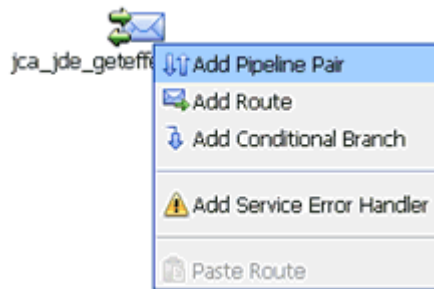 jca_jde_geteffe
Add Pipeline Pair
Add Route
Add Conditional Branch
Add Service Error Handler
Paste Route